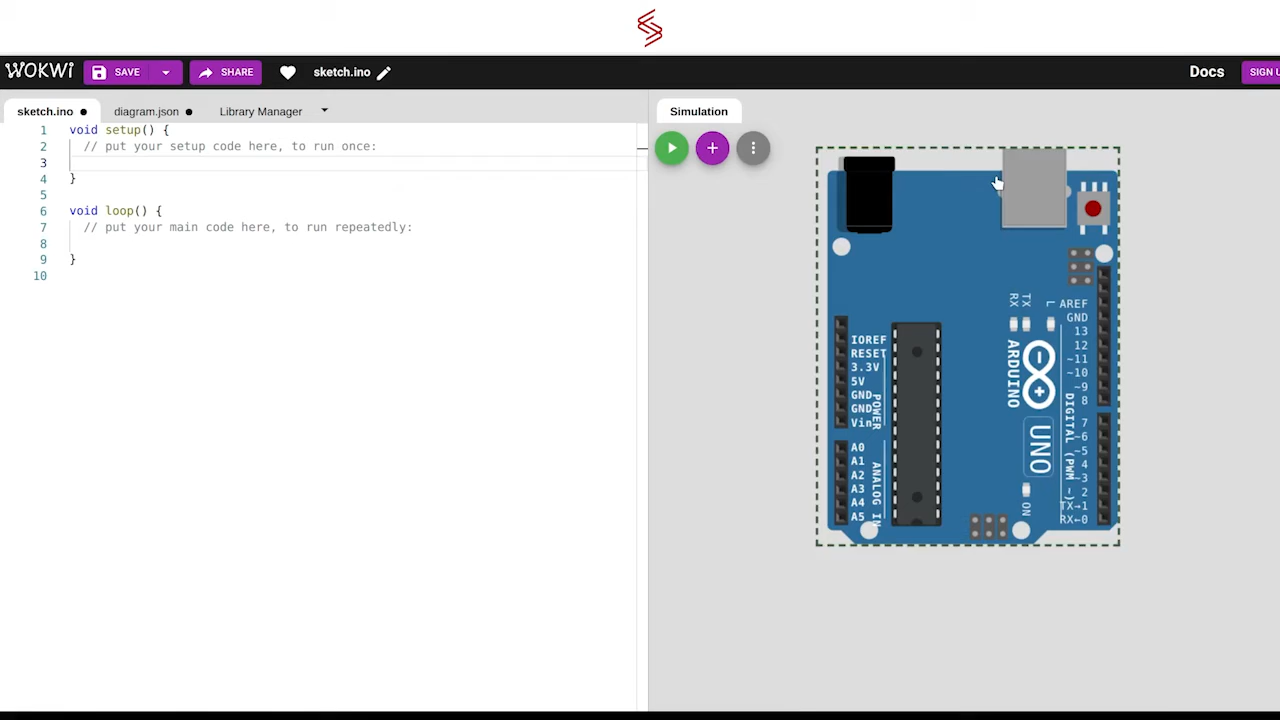 WOKWI SAVE SHARE sketch.ino Docs SIGN U
sketch.ino diagram.json Library Manager
Simulation
1 void setup() {
2 // put your setup code here, to run once:
3
4 }
5
6 void loop() {
7 // put your main code here, to run repeatedly:
8
9 }
10
IOREF
RESET
3.3V
5V
GND
GND
Vin
POWER
A0
A1
A2
A3
A4
A5
ANALOG IN
RX
TX
L
ARDUINO
UNO
ON
AREF
GND
13
12
~11
~10
~9
8
7
~6
~5
4
~3
2
TX→1
RX←0
DIGITAL (PWM ~)